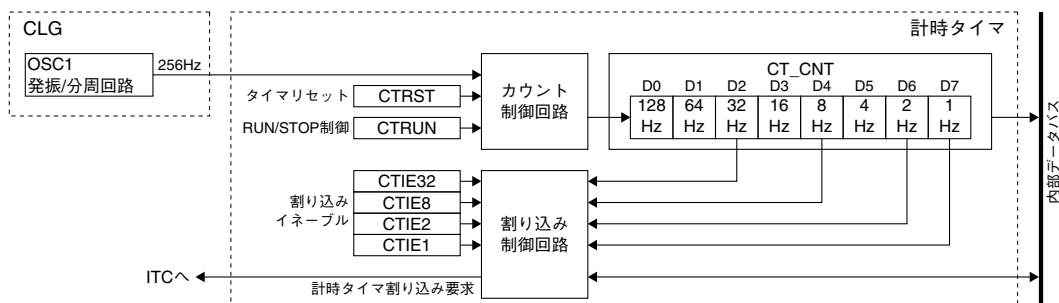 CLG
計時タイマ
OSC1
発振/分周回路
256Hz
タイマリセット
CTRST
RUN/STOP制御
CTRUN
カウント
制御回路
CT_CNT
D0 D1 D2 D3 D4 D5 D6 D7
128 64 32 16 8 4 2 1
Hz Hz Hz Hz Hz Hz Hz Hz
内部データバス
割り込み
イネーブル
CTIE32
CTIE8
CTIE2
CTIE1
割り込み
制御回路
ITCへ
計時タイマ割り込み要求